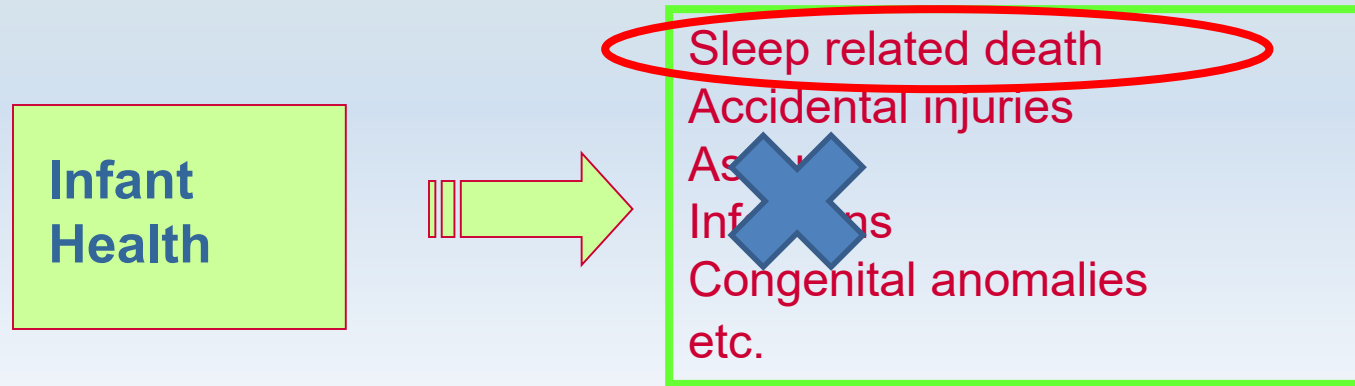 Infant
Health
Sleep related death
Accidental injuries
Congenital anomalies
etc.